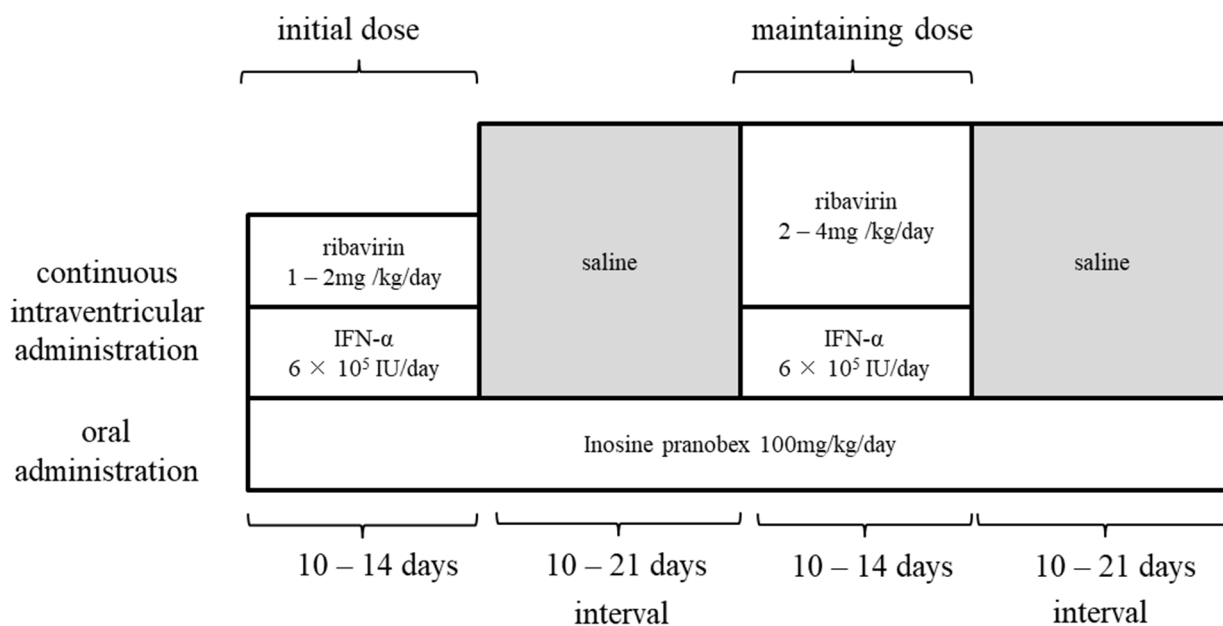 initial dose
maintaining dose
continuous
intraventricular
administration
ribavirin
1 – 2mg /kg/day
IFN-α
6 × 10⁵ IU/day
saline
ribavirin
2 – 4mg /kg/day
IFN-α
6 × 10⁵ IU/day
saline
oral
administration
Inosine pranobex 100mg/kg/day
10 – 14 days
10 – 21 days
interval
10 – 14 days
10 – 21 days
interval